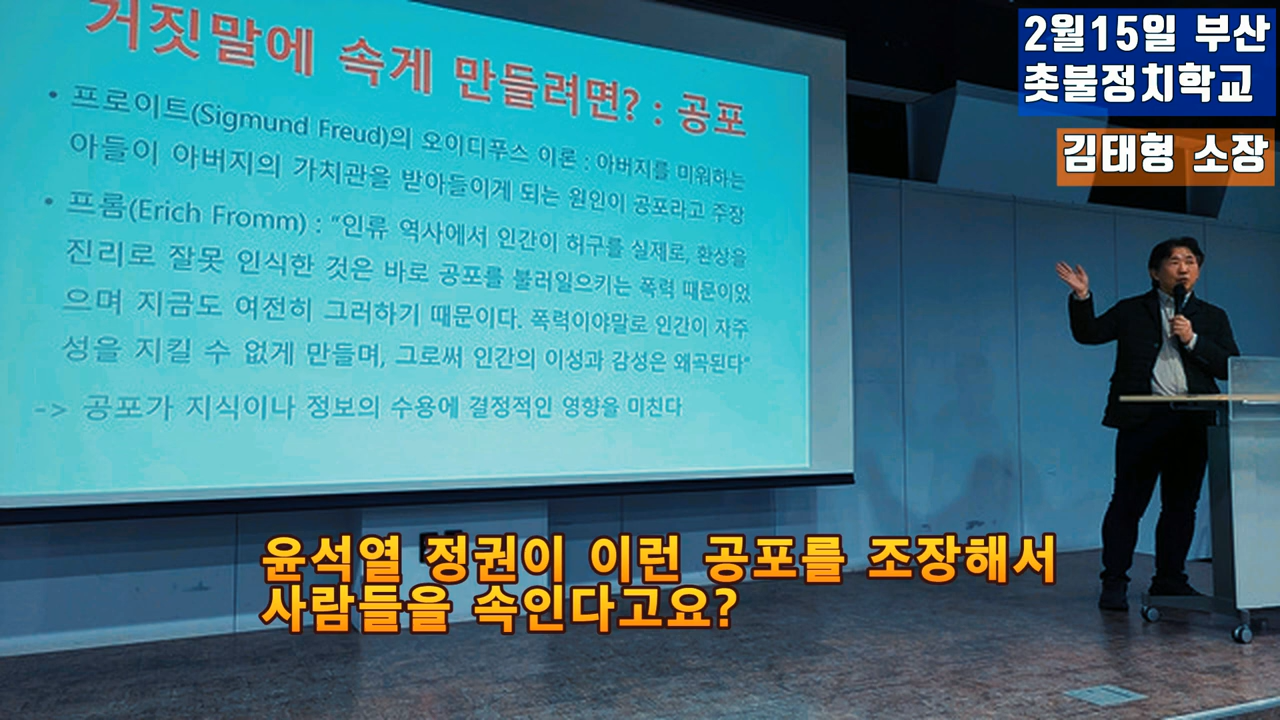 거짓말에 속게 만들려면? : 공포
• 프로이트(Sigmund Freud)의 오이디푸스 이론 : 아버지를 미워하는
아들이 아버지의 가치관을 받아들이게 되는 원인이 공포라고 주장
• 프롬(Erich Fromm) : "인류 역사에서 인간이 허구를 실제로, 환상을
진리로 잘못 인식한 것은 바로 공포를 불러일으키는 폭력 때문이었
으며 지금도 여전히 그러하기 때문이다. 폭력이야말로 인간이 자주
성을 지킬 수 없게 만들며, 그로써 인간의 이성과 감성은 왜곡된다"
-> 공포가 지식이나 정보의 수용에 결정적인 영향을 미친다
2월15일 부산
촛불정치학교
김태형 소장
윤석열 정권이 이런 공포를 조장해서
사람들을 속인다고요?